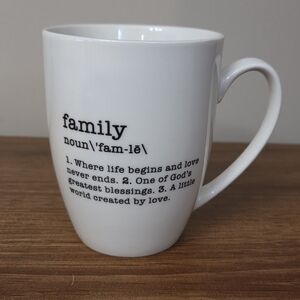 family
noun\'fam-lē\
1. Where life begins and love
never ends. 2. One of God's
greatest blessings. 3. A little
world created by love.